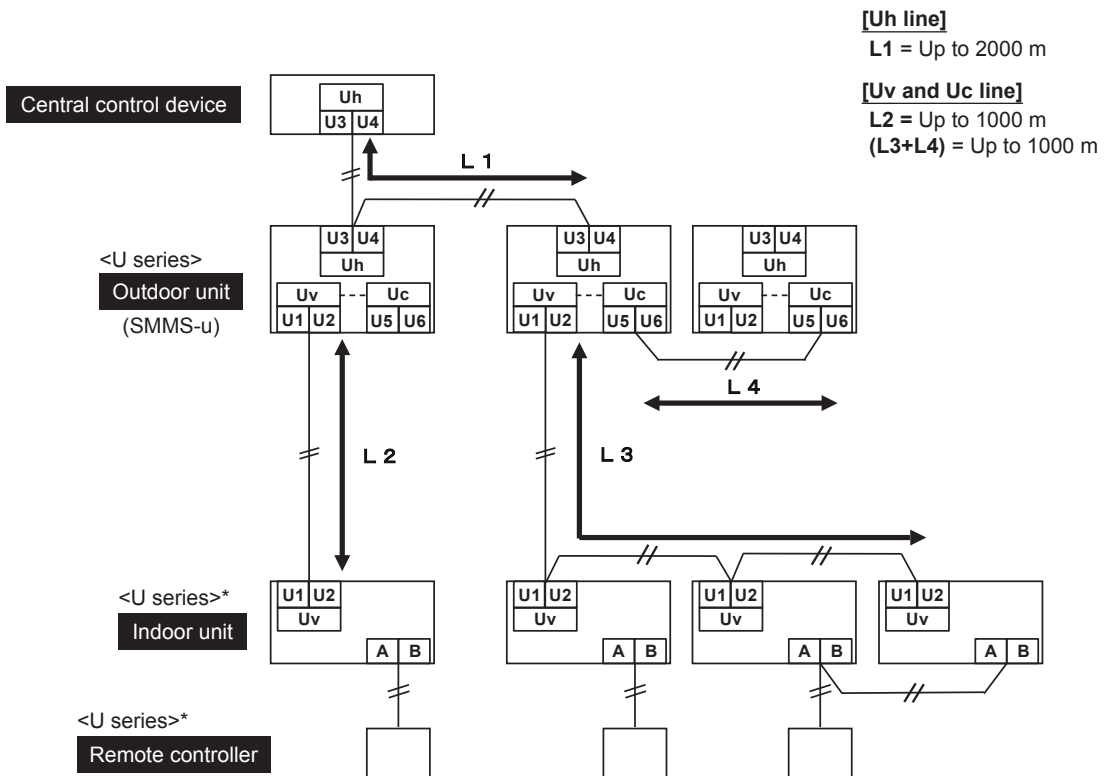 [Uh line]
L1 = Up to 2000 m
[Uv and Uc line]
L2 = Up to 1000 m
(L3+L4) = Up to 1000 m
Central control device
Uh
U3 U4
L 1
<U series>
Outdoor unit
(SMMS-u)
U3 U4 U3 U4 U3 U4
Uh Uh Uh
Uv Uc Uv Uc Uv Uc
U1 U2 U5 U6 U1 U2 U5 U6 U1 U2 U5 U6
L 4
L 2 L 3
<U series>*
Indoor unit
U1 U2 U1 U2 U1 U2 U1 U2
Uv Uv Uv Uv
A B A B A B A B
<U series>*
Remote controller